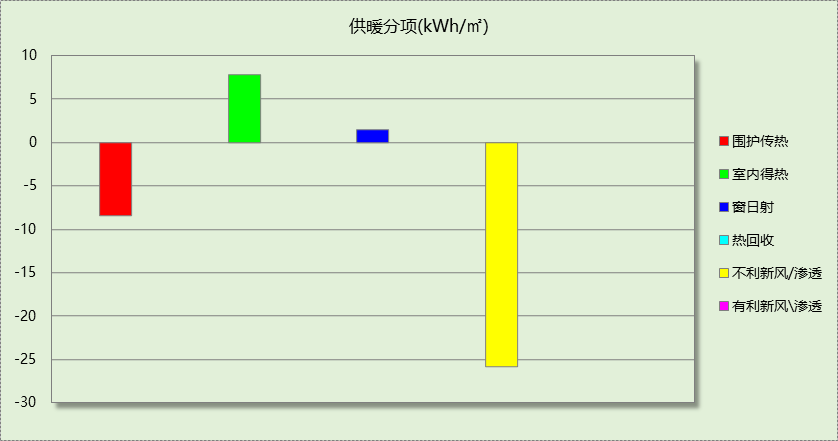 供暖分项(kWh/㎡)
10
5
0
-5
-10
-15
-20
-25
-30
围护传热
室内得热
窗日射
热回收
不利新风/渗透
有利新风\渗透